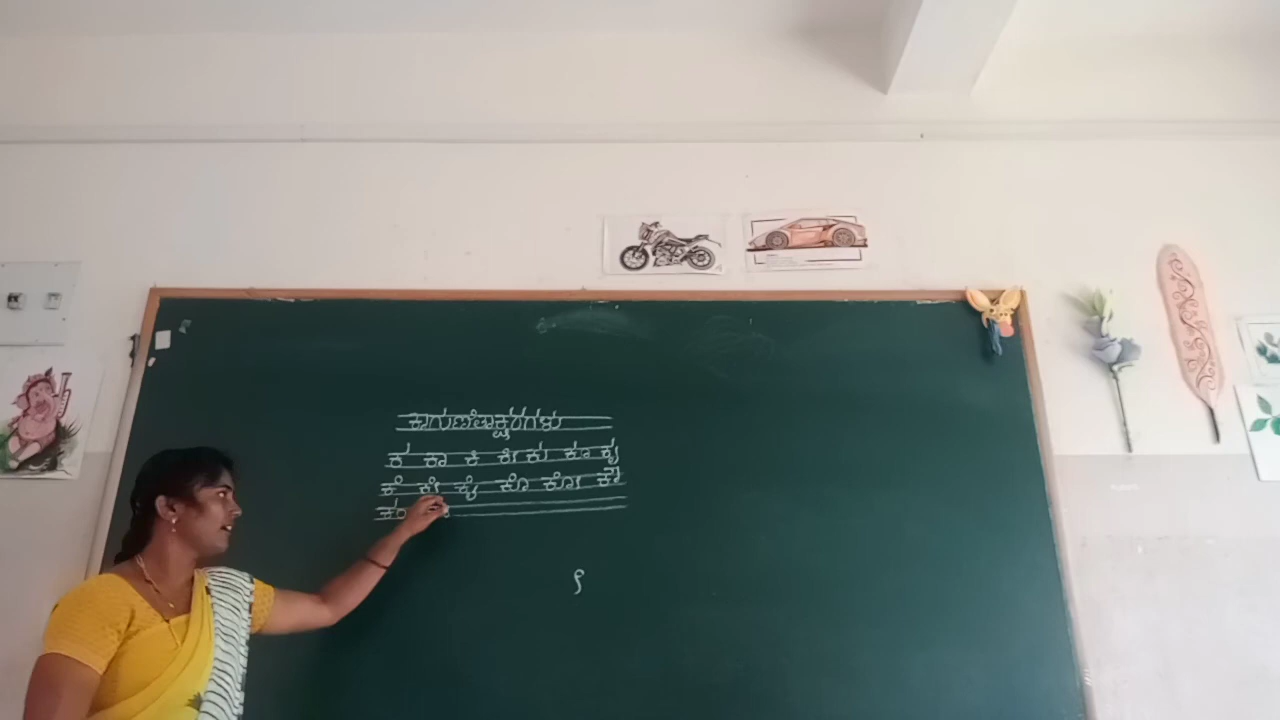 ಕಾಗುಣಿತಾಕ್ಷರಗಳು
ಕ ಕಾ ಕಿ ಕೀ ಕು ಕೂ ಕೃ
ಕೆ ಕೇ ಕೈ ಕೊ ಕೋ ಕೌ
ಕಂ